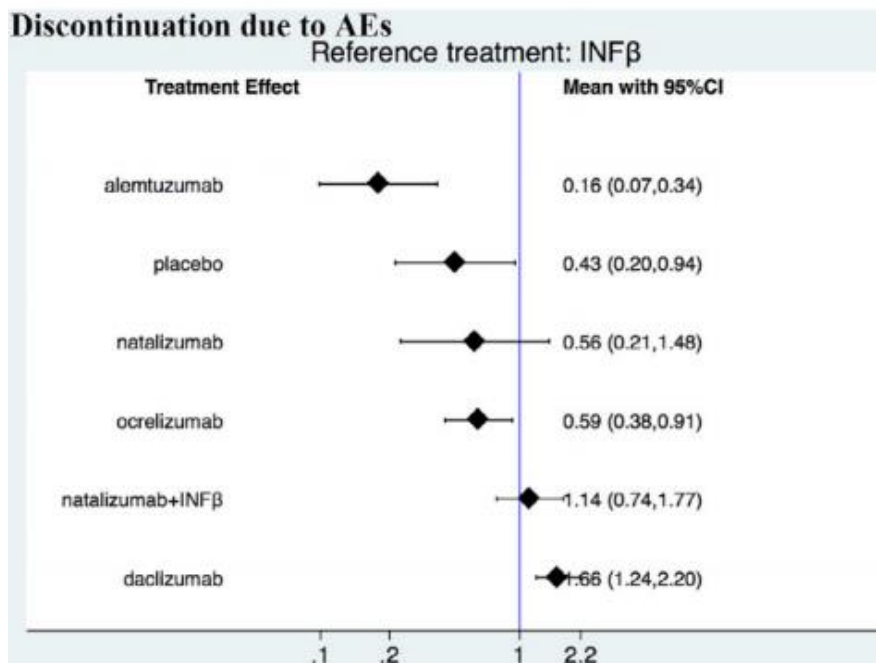 Discontinuation due to AEs
Reference treatment: INFβ
Treatment Effect Mean with 95%CI
alemtuzumab 0.16 (0.07,0.34)
placebo 0.43 (0.20,0.94)
natalizumab 0.56 (0.21,1.48)
ocrelizumab 0.59 (0.38,0.91)
natalizumab+INFβ 1.14 (0.74,1.77)
daclizumab 1.66 (1.24,2.20)
.1 .2 1 2.2